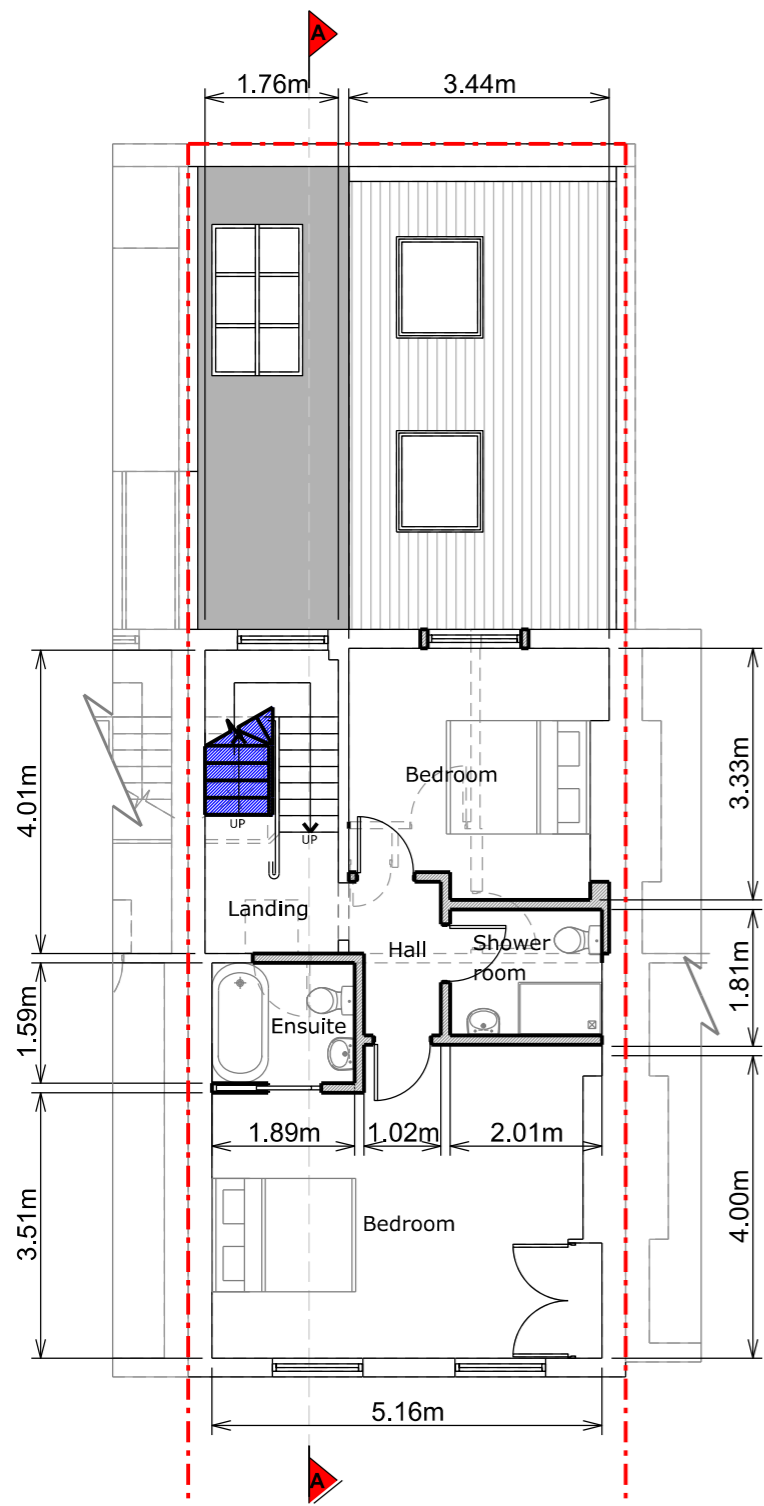 A
1.76m
3.44m
4.01m
3.33m
Bedroom
UP
UP
Landing
Hall
Shower
room
1.81m
1.59m
Ensuite
1.89m
1.02m
2.01m
3.51m
4.00m
Bedroom
5.16m
A